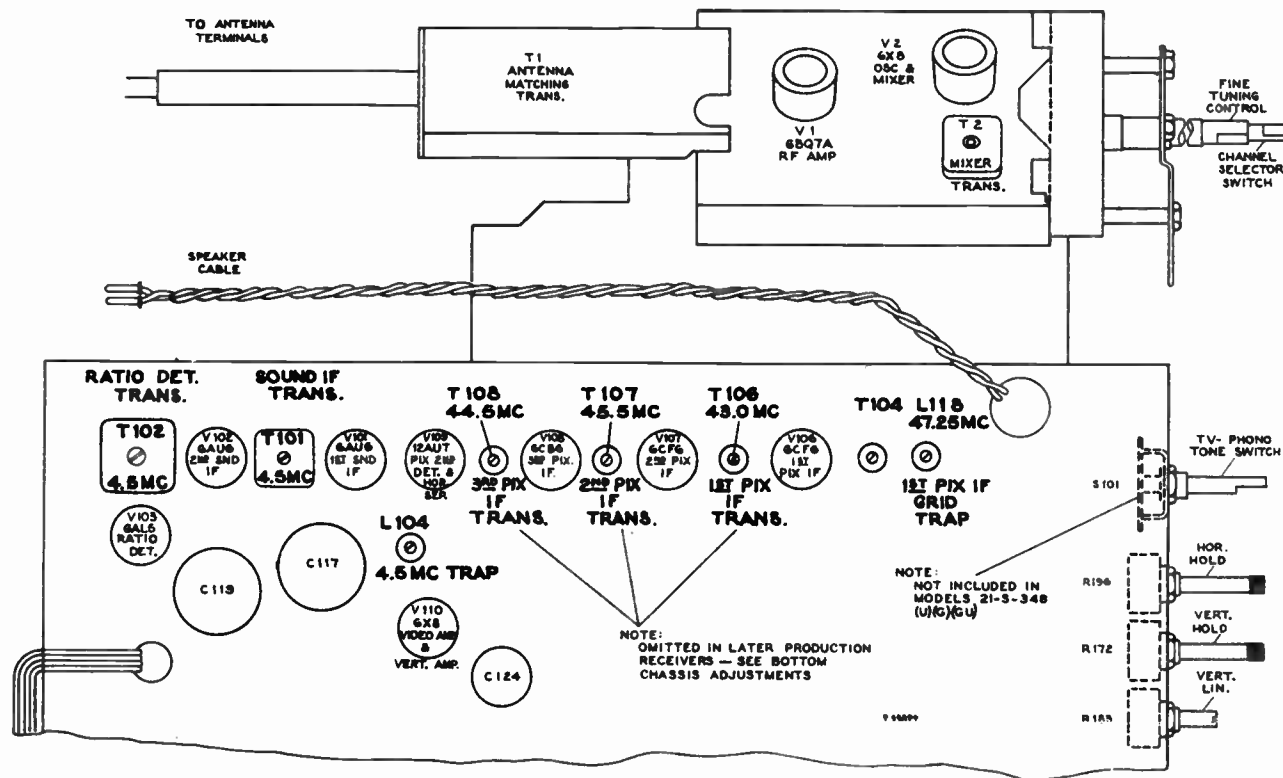 TO ANTENNA
TERMINALS
T1
ANTENNA
MATCHING
TRANS.
V1
6BQ7A
RF AMP
V2
6X8
OSC &
MIXER
T2
MIXER
TRANS.
FINE
TUNING
CONTROL
CHANNEL
SELECTOR
SWITCH
SPEAKER
CABLE
RATIO DET.
TRANS.
T102
4.5MC
V102
6AU6
2ND SND
IF
SOUND IF
TRANS.
T101
4.5MC
V101
6AU6
1ST SND
IF
V109
12AU7
PIX 2ND
DET. & HOR
T108
44.5MC
3RD PIX
IF
TRANS.
V108
6CB6
3RD PIX.
IF.
T107
45.5MC
2ND PIX
IF
TRANS.
V107
6CF6
2ND PIX
IF
T106
43.0MC
1ST PIX
IF
TRANS.
V106
6CF6
1ST
PIX IF
T104
L118
47.25MC
1ST PIX IF
GRID
TRAP
S101
TV-PHONO
TONE SWITCH
V103
6AL5
RATIO
DET.
C119
C117
L104
4.5 MC TRAP
V110
6X8
VIDEO AMP
&
VERT. AMP.
C124
NOTE:
OMITTED IN LATER PRODUCTION
RECEIVERS — SEE BOTTOM
CHASSIS ADJUSTMENTS
NOTE:
NOT INCLUDED IN
MODELS 21-S-348
(U)(G)(GU)
R196
HOR.
HOLD
R172
VERT.
HOLD
R185
VERT.
LIN.